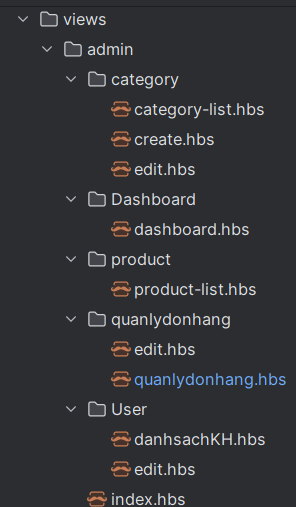 views
admin
category
category-list.hbs
create.hbs
edit.hbs
Dashboard
dashboard.hbs
product
product-list.hbs
quanlydonhang
edit.hbs
quanlydonhang.hbs
User
danhsachKH.hbs
edit.hbs
index.hbs